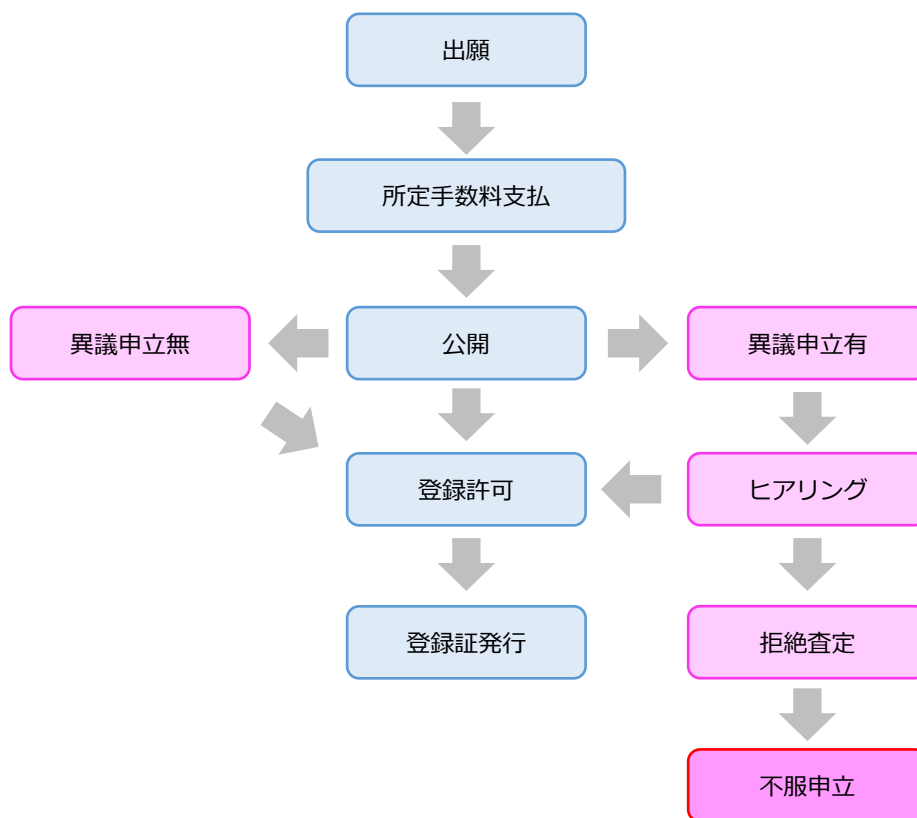 出願
所定手数料支払
異議申立無
公開
異議申立有
登録許可
ヒアリング
登録証発行
拒絶査定
不服申立